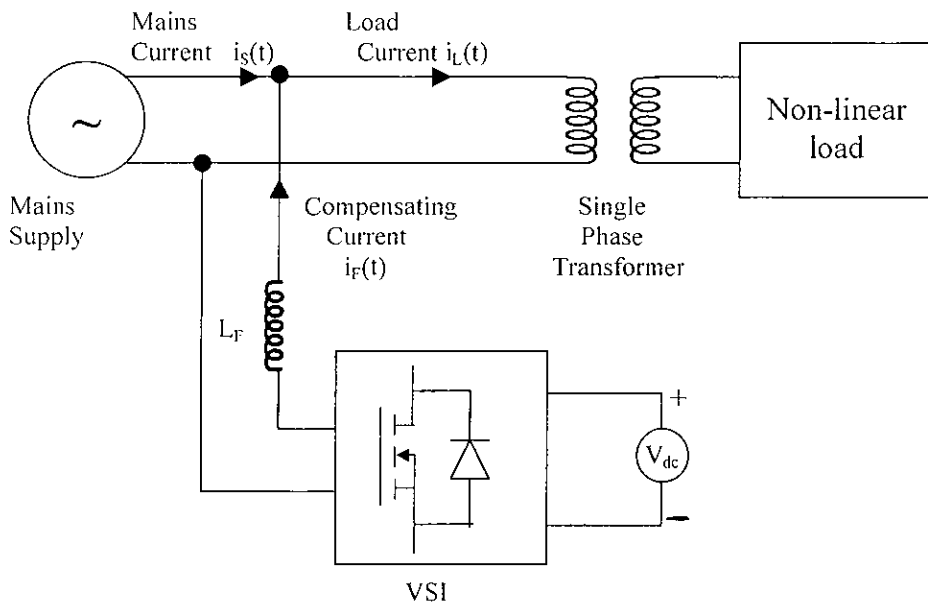 Mains
Current i_S(t)
Load
Current i_L(t)
~
Non-linear
load
Mains
Supply
Compensating
Current
i_F(t)
Single
Phase
Transformer
L_F
+
V_dc
-
VSI